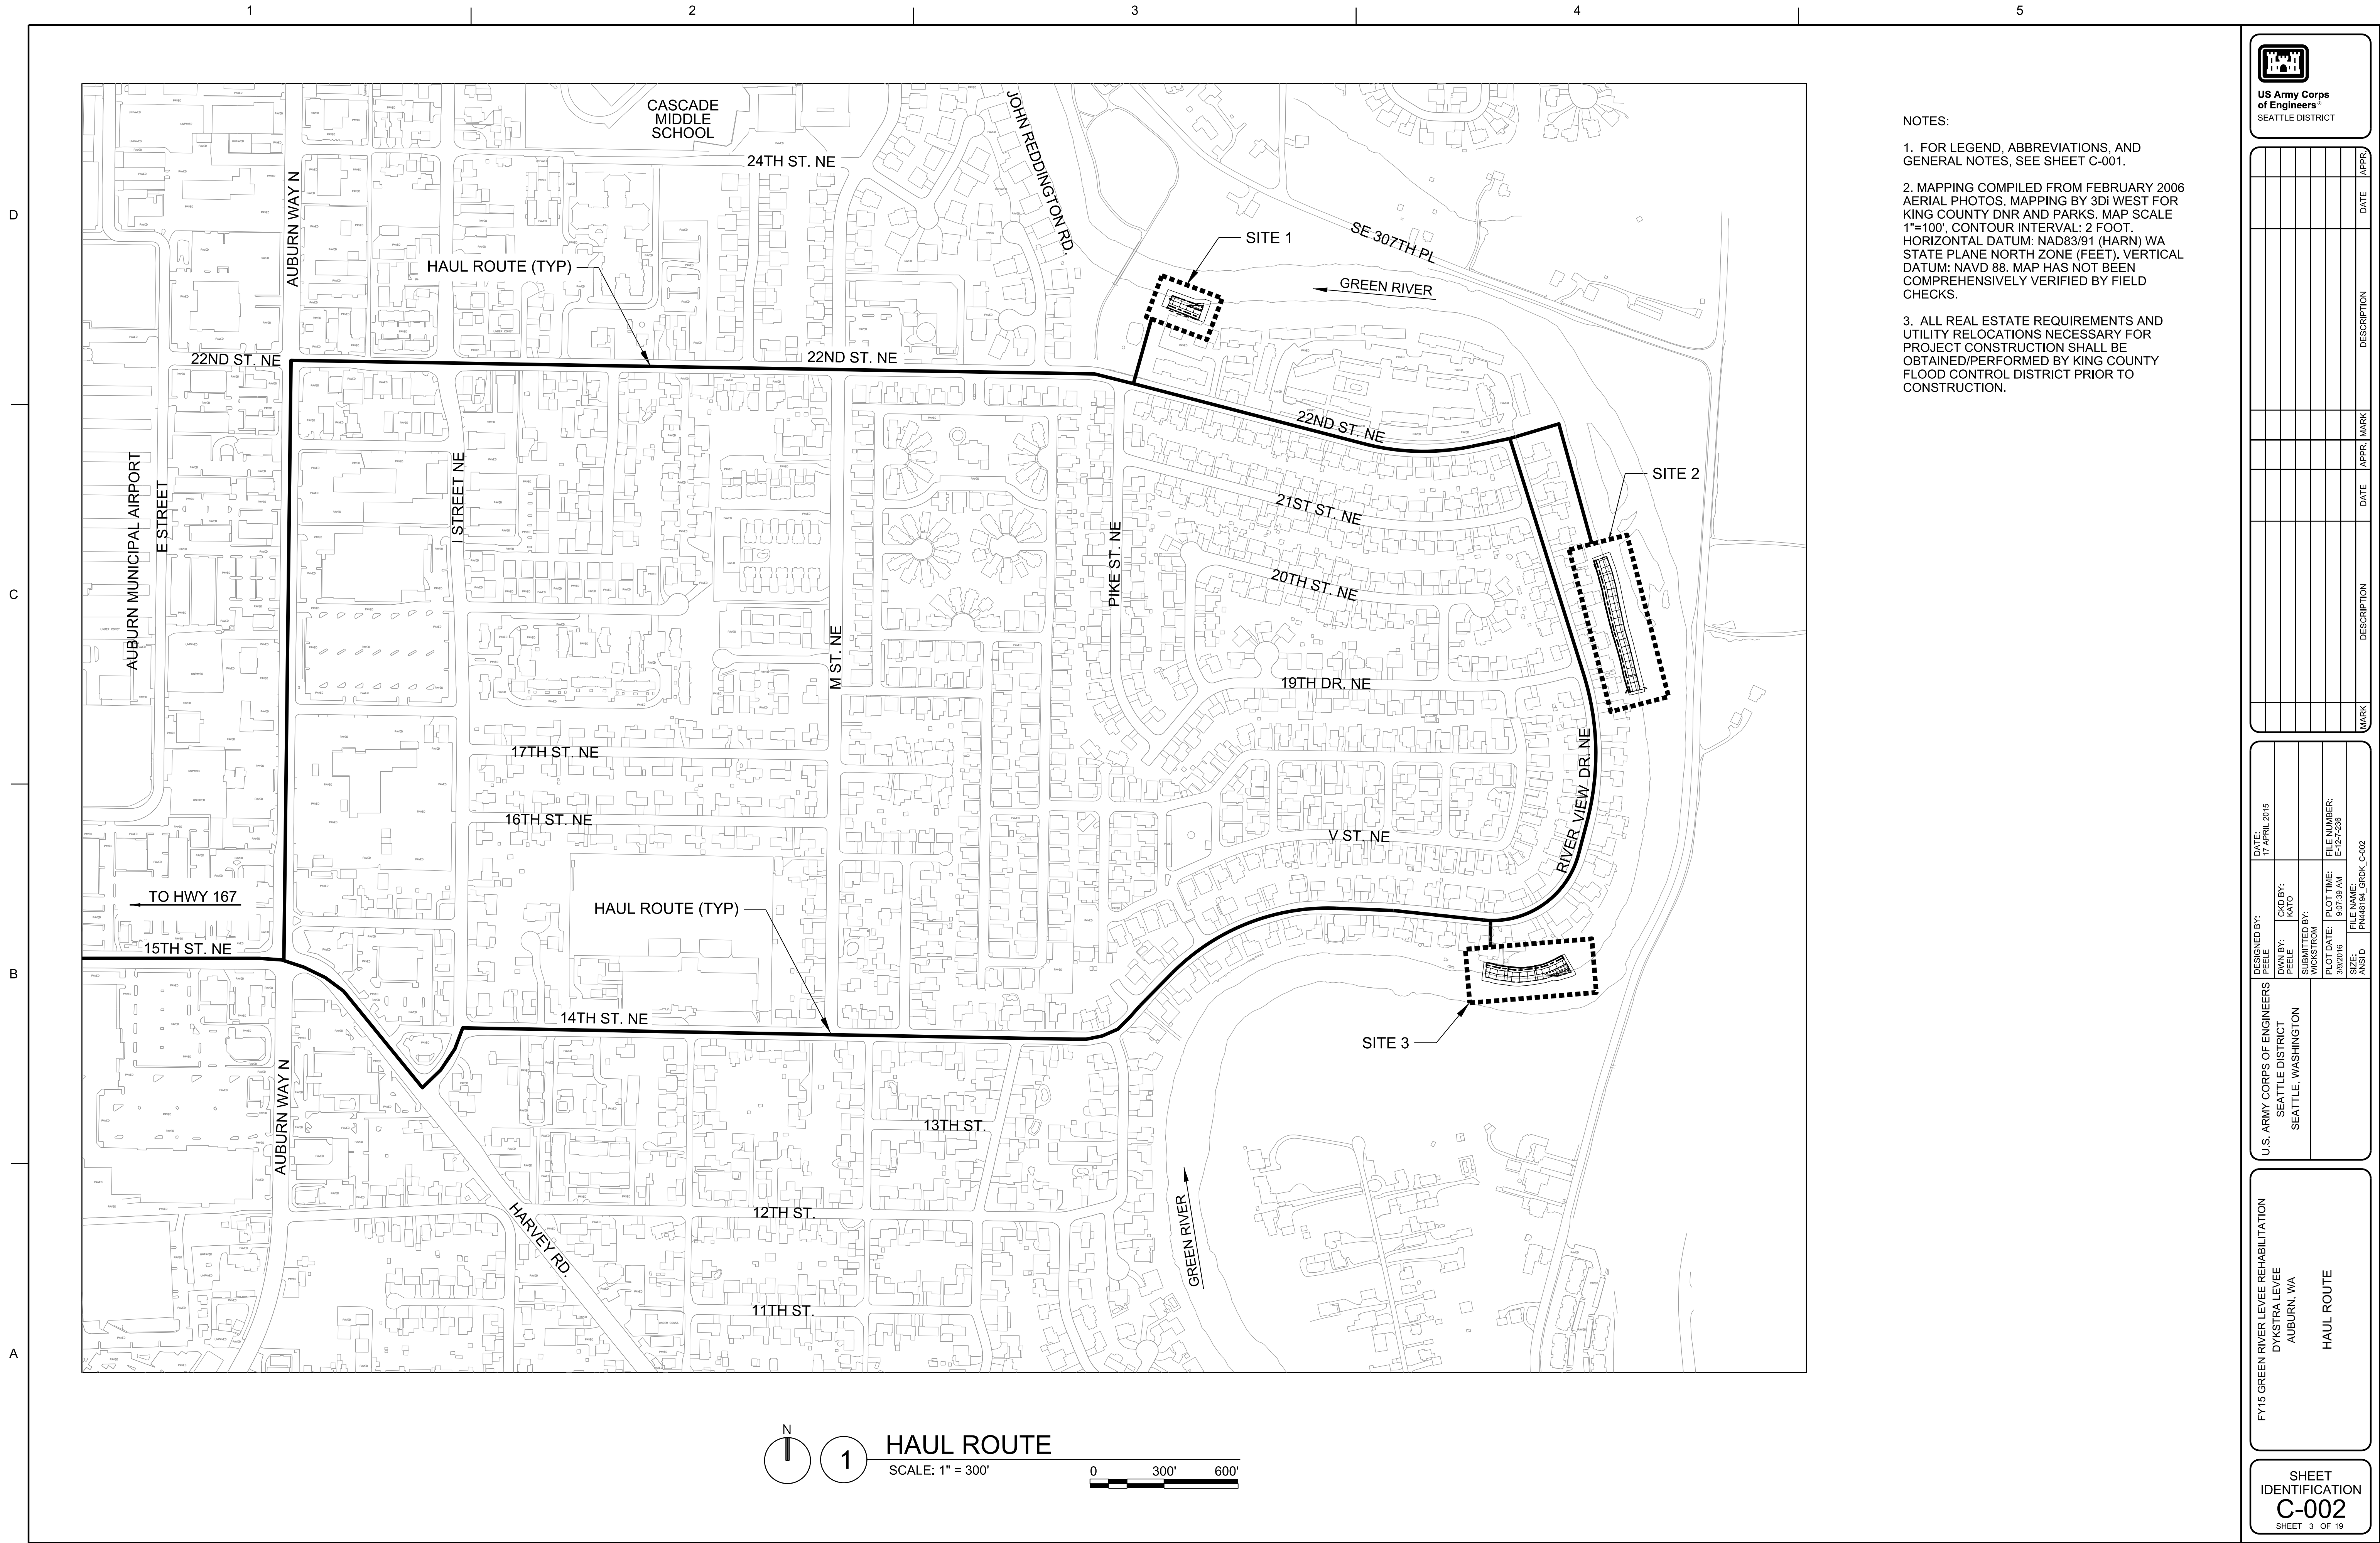 1
2
3
4
5
D
C
B
A
CASCADE
MIDDLE
SCHOOL
24TH ST. NE
JOHN REDDINGTON RD.
AUBURN WAY N
HAUL ROUTE (TYP)
SITE 1
SE 307TH PL
GREEN RIVER
22ND ST. NE
22ND ST. NE
22ND ST. NE
SITE 2
AUBURN MUNICIPAL AIRPORT
E STREET
I STREET NE
21ST ST. NE
PIKE ST. NE
20TH ST. NE
M ST. NE
19TH DR. NE
17TH ST. NE
16TH ST. NE
V ST. NE
RIVER VIEW DR. NE
TO HWY 167
HAUL ROUTE (TYP)
15TH ST. NE
14TH ST. NE
SITE 3
AUBURN WAY N
13TH ST.
HARVEY RD.
12TH ST.
GREEN RIVER
11TH ST.
N
1
HAUL ROUTE
SCALE: 1" = 300'
0 300' 600'
NOTES:
1. FOR LEGEND, ABBREVIATIONS, AND
GENERAL NOTES, SEE SHEET C-001.
2. MAPPING COMPILED FROM FEBRUARY 2006
AERIAL PHOTOS. MAPPING BY 3Di WEST FOR
KING COUNTY DNR AND PARKS. MAP SCALE
1"=100', CONTOUR INTERVAL: 2 FOOT.
HORIZONTAL DATUM: NAD83/91 (HARN) WA
STATE PLANE NORTH ZONE (FEET). VERTICAL
DATUM: NAVD 88. MAP HAS NOT BEEN
COMPREHENSIVELY VERIFIED BY FIELD
CHECKS.
3. ALL REAL ESTATE REQUIREMENTS AND
UTILITY RELOCATIONS NECESSARY FOR
PROJECT CONSTRUCTION SHALL BE
OBTAINED/PERFORMED BY KING COUNTY
FLOOD CONTROL DISTRICT PRIOR TO
CONSTRUCTION.
US Army Corps
of Engineers®
SEATTLE DISTRICT
MARK DESCRIPTION DATE APPR. MARK DESCRIPTION DATE APPR.
DESIGNED BY:
PEELE
DATE:
17 APRIL 2015
DWN BY:
PEELE
CKD BY:
KATO
SUBMITTED BY:
WICKSTROM
PLOT DATE:
3/9/2016
PLOT TIME:
9:07:39 AM
FILE NUMBER:
E-12-7-236
SIZE:
ANSI D
FILE NAME:
PN448194_GRDK_C-002
U.S. ARMY CORPS OF ENGINEERS
SEATTLE DISTRICT
SEATTLE, WASHINGTON
FY15 GREEN RIVER LEVEE REHABILITATION
DYKSTRA LEVEE
AUBURN, WA
HAUL ROUTE
SHEET
IDENTIFICATION
C-002
SHEET 3 OF 19